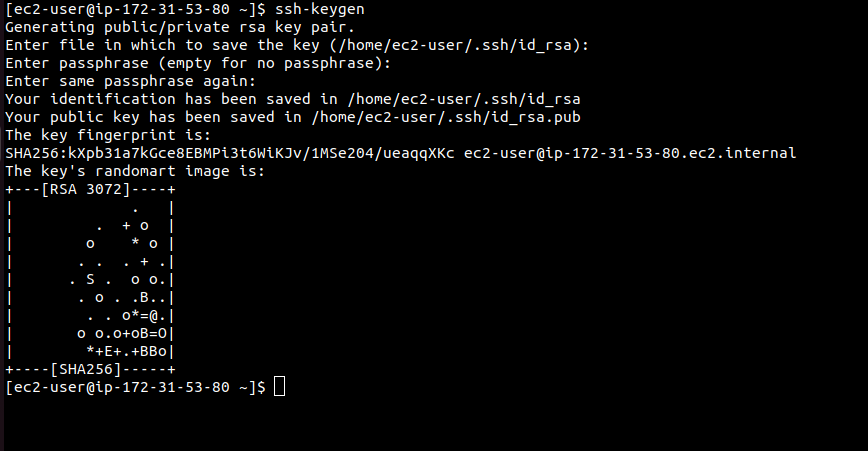 [ec2-user@ip-172-31-53-80 ~]$ ssh-keygen
Generating public/private rsa key pair.
Enter file in which to save the key (/home/ec2-user/.ssh/id_rsa):
Enter passphrase (empty for no passphrase):
Enter same passphrase again:
Your identification has been saved in /home/ec2-user/.ssh/id_rsa
Your public key has been saved in /home/ec2-user/.ssh/id_rsa.pub
The key fingerprint is:
SHA256:kXpb31a7kGce8EBMPi3t6WiKJv/1MSe204/ueaqqXKc ec2-user@ip-172-31-53-80.ec2.internal
The key's randomart image is:
+---[RSA 3072]----+
|             .   |
|         .  + o  |
|        o    * o |
|       . .  . + .|
|      . S .  o o.|
|       . o . .B..|
|        . . o*=@.|
|       o o.o+oB=O|
|        *+E+.+BBo|
+----[SHA256]-----+
[ec2-user@ip-172-31-53-80 ~]$